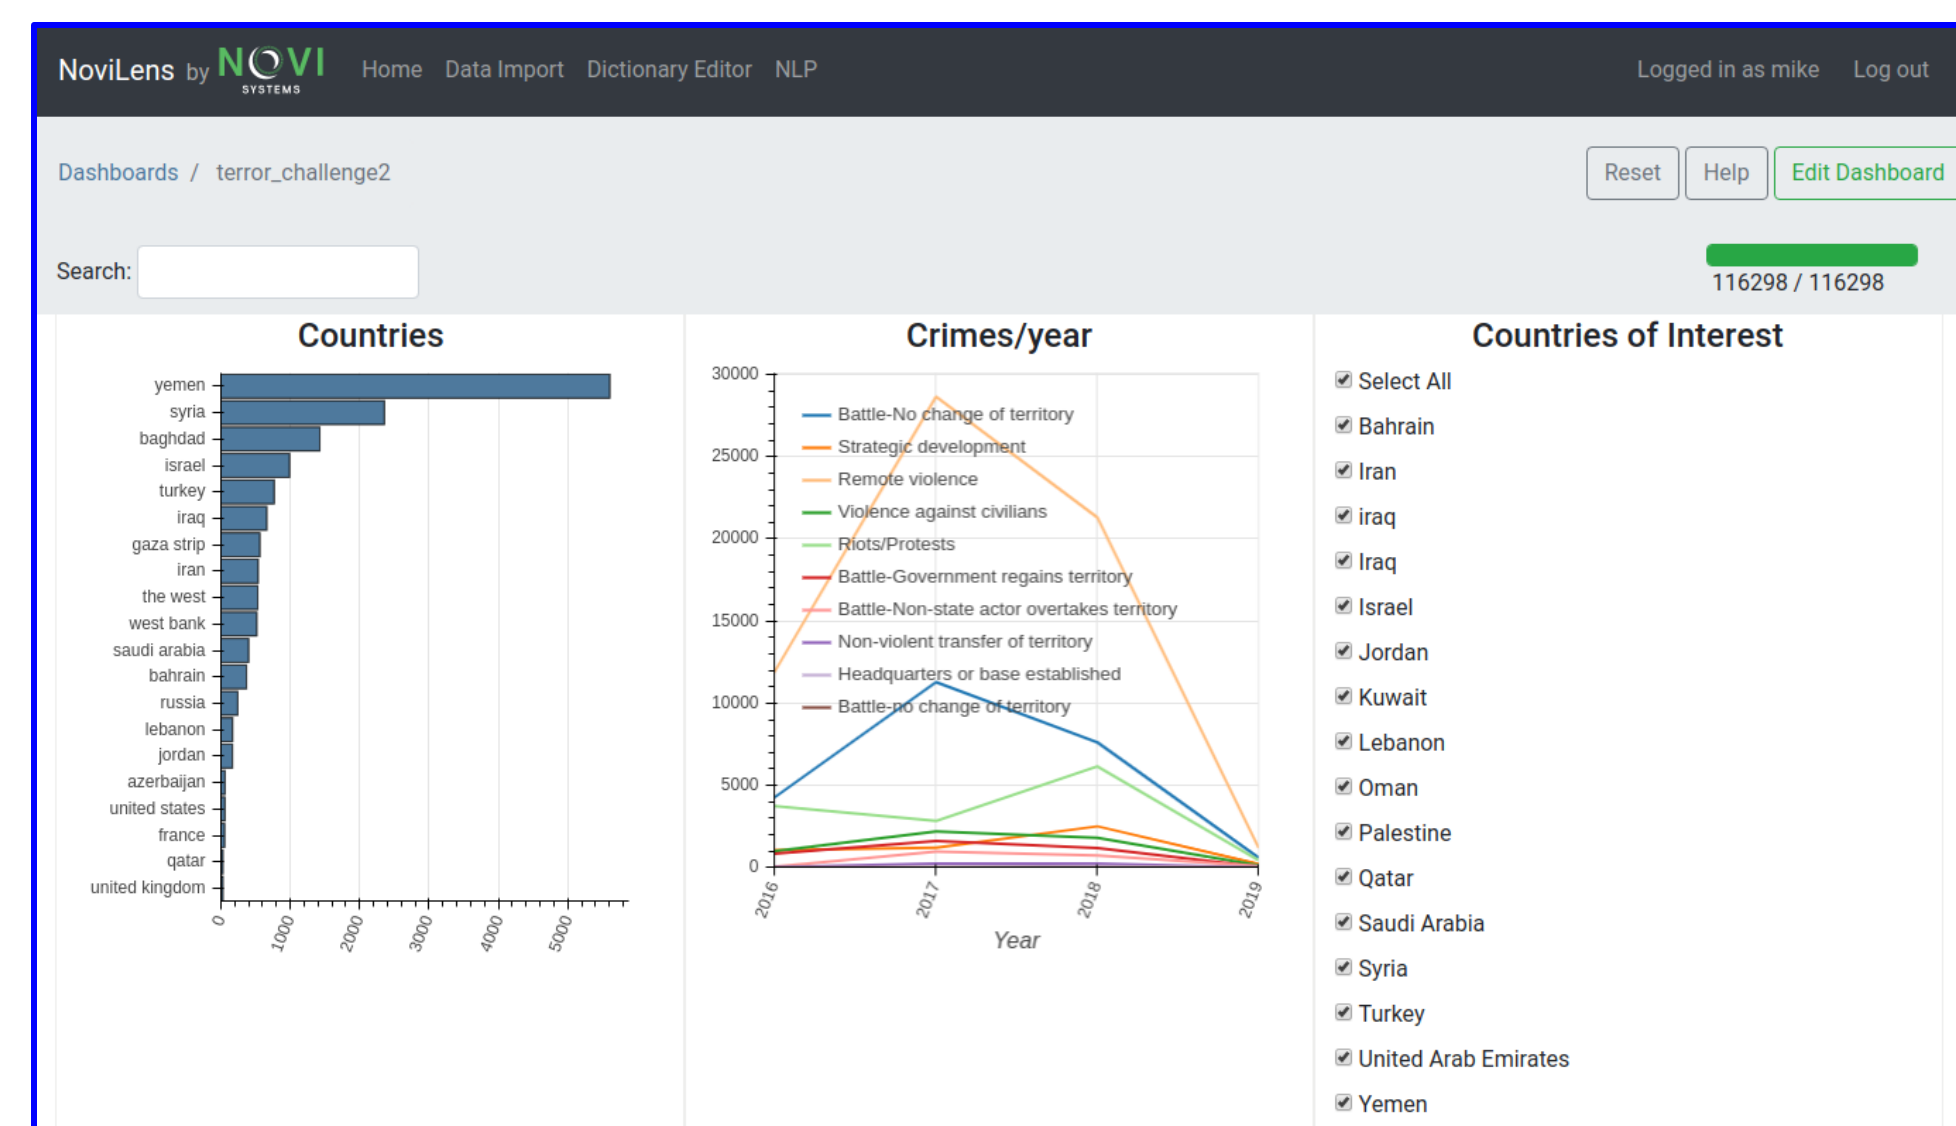 NoviLens by NOVI SYSTEMS Home Data Import Dictionary Editor NLP Logged in as mike Log out
Dashboards / terror_challenge2 Reset Help Edit Dashboard
Search:
116298 / 116298
Countries
yemen
syria
baghdad
israel
turkey
iraq
gaza strip
iran
the west
west bank
saudi arabia
bahrain
russia
lebanon
jordan
azerbaijan
united states
france
qatar
united kingdom
0 1000 2000 3000 4000 5000
Crimes/year
30000
25000
20000
15000
10000
5000
0
Battle-No change of territory
Strategic development
Remote violence
Violence against civilians
Riots/Protests
Battle-Government regains territory
Battle-Non-state actor overtakes territory
Non-violent transfer of territory
Headquarters or base established
Battle-no change of territory
2016 2017 2018 2019
Year
Countries of Interest
Select All
Bahrain
Iran
iraq
Iraq
Israel
Jordan
Kuwait
Lebanon
Oman
Palestine
Qatar
Saudi Arabia
Syria
Turkey
United Arab Emirates
Yemen